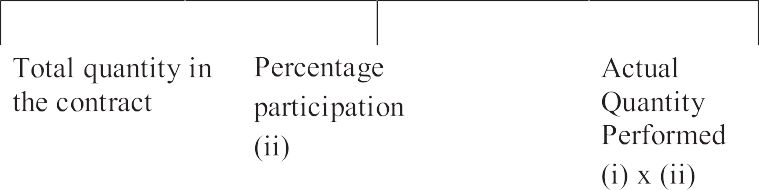 Total quantity in
the contract
Percentage
participation
(ii)
Actual
Quantity
Performed
(i) x (ii)